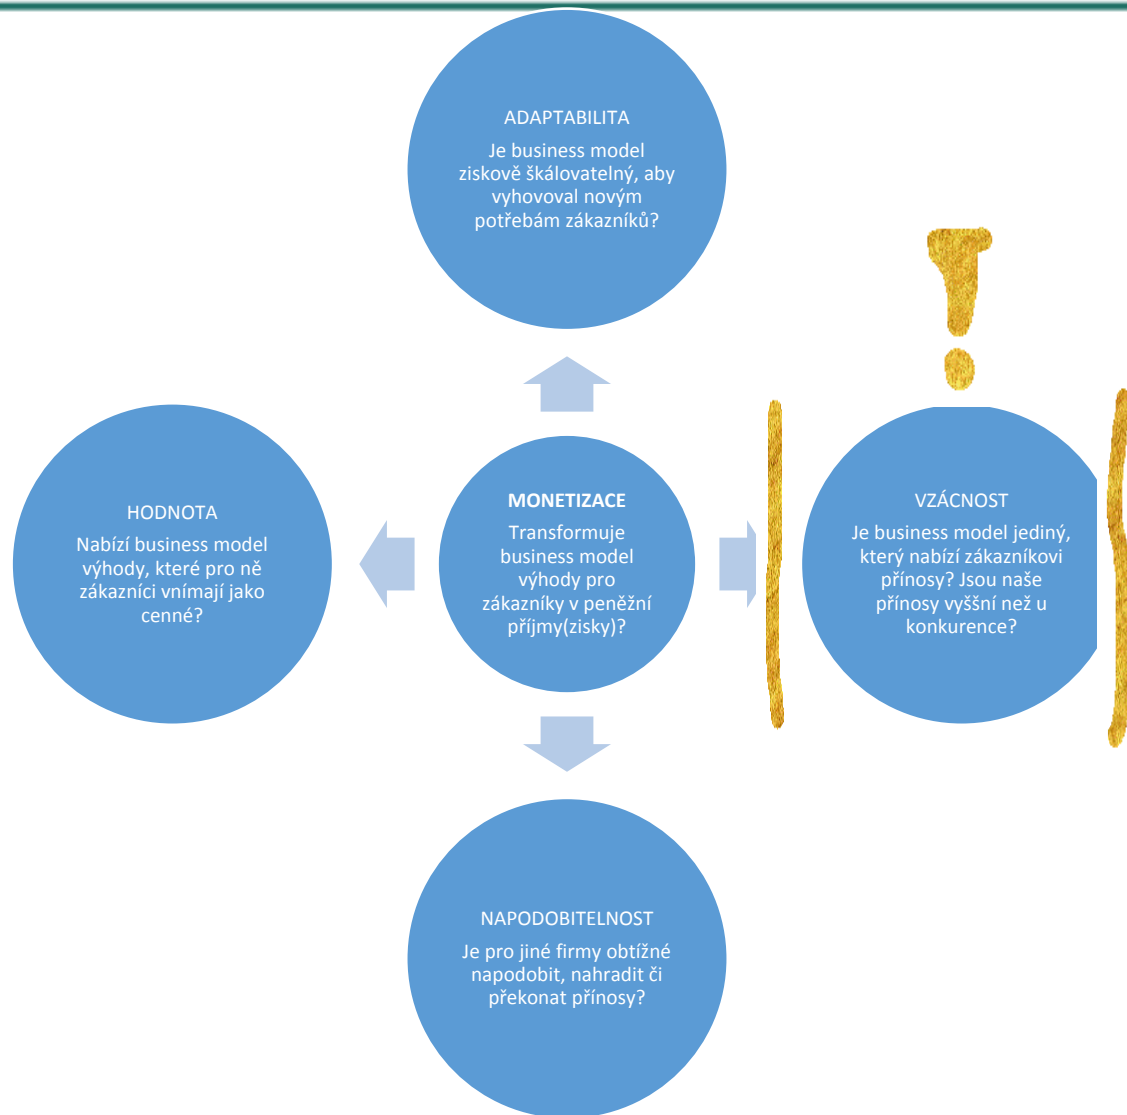 ADAPTABILITA
Je business model
ziskově škálovatelný, aby
vyhovoval novým
potřebám zákazníků?
HODNOTA
Nabízí business model
výhody, které pro ně
zákazníci vnímají jako
cenné?
MONETIZACE
Transformuje
business model
výhody pro
zákazníky v peněžní
příjmy(zisky)?
VZÁCNOST
Je business model jediný,
který nabízí zákazníkovi
přínosy? Jsou naše
přínosy vyššní než u
konkurence?
NAPODOBITELNOST
Je pro jiné firmy obtížné
napodobit, nahradit či
překonat přínosy?